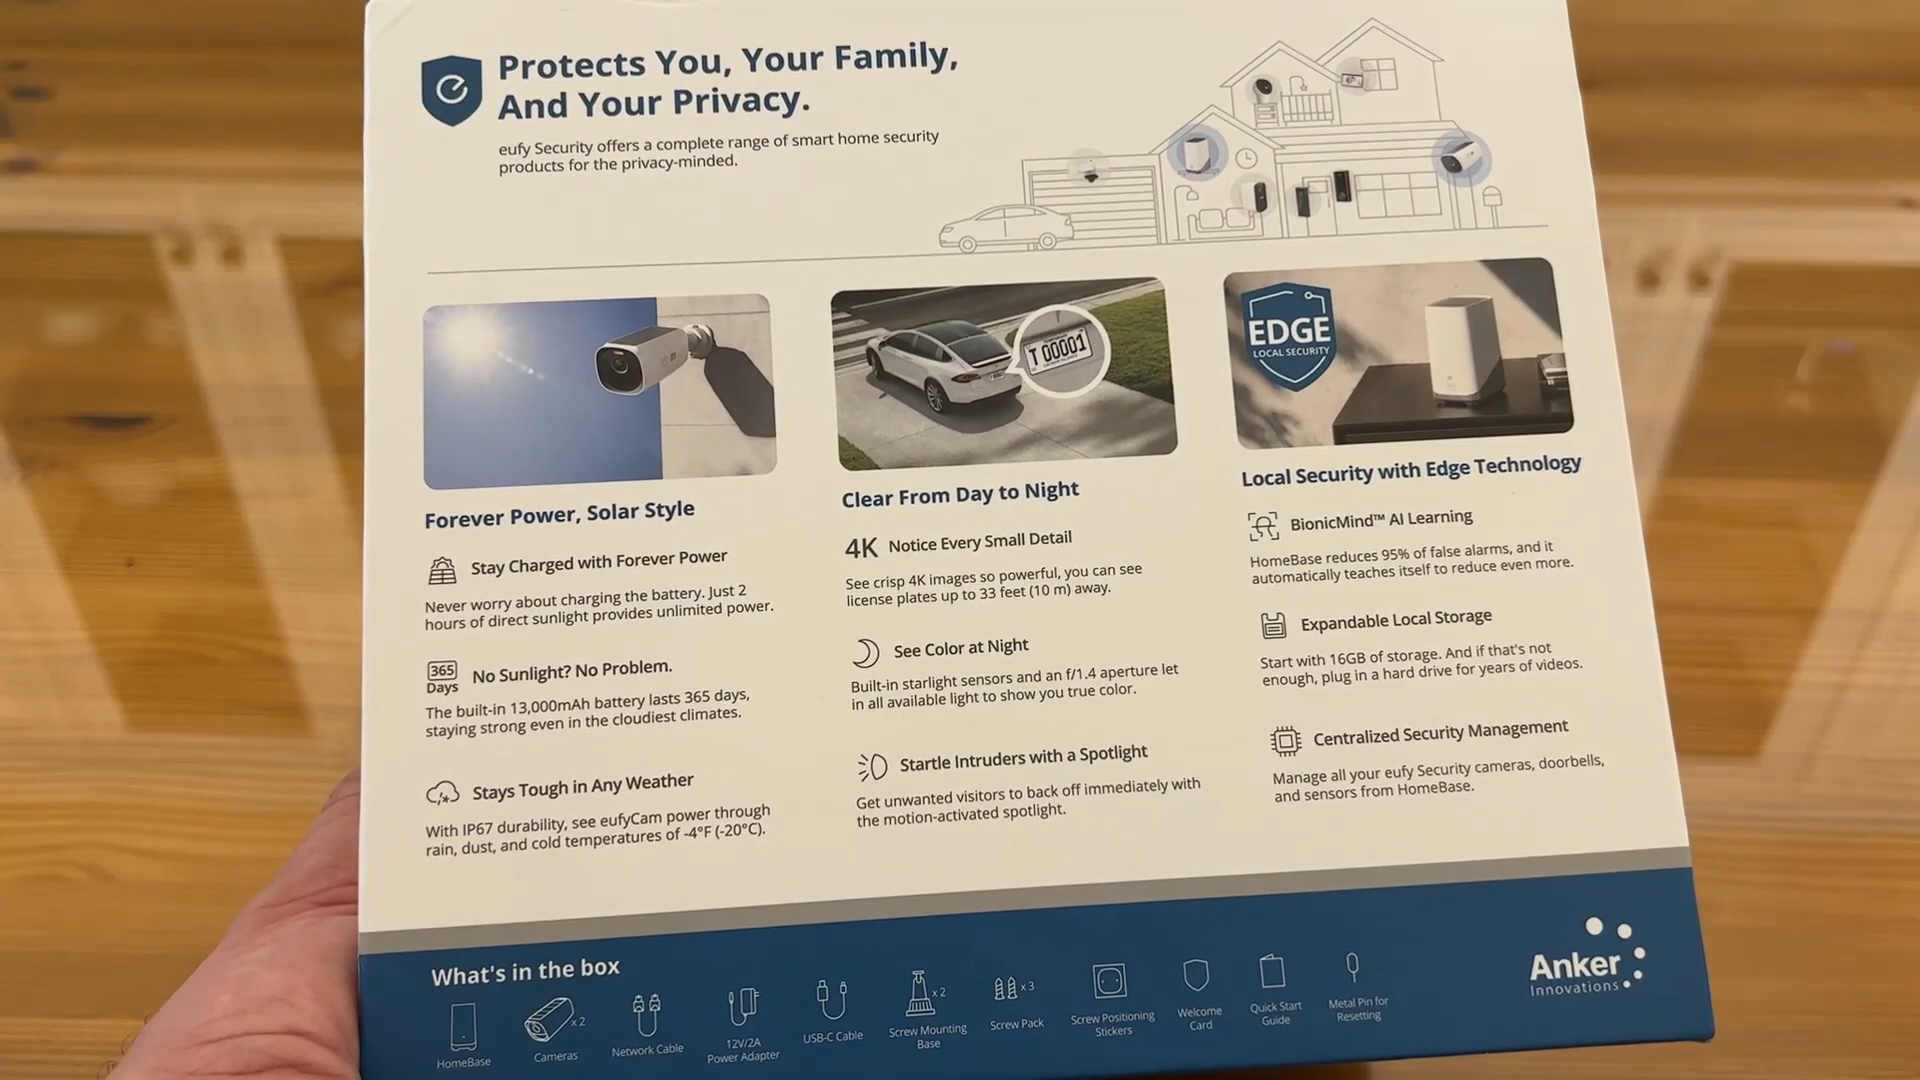 Protects You, Your Family,
And Your Privacy.
eufy Security offers a complete range of smart home security
products for the privacy-minded.
T 00001
EDGE
LOCAL SECURITY
Forever Power, Solar Style
Stay Charged with Forever Power
Never worry about charging the battery. Just 2
hours of direct sunlight provides unlimited power.
365
Days
No Sunlight? No Problem.
The built-in 13,000mAh battery lasts 365 days,
staying strong even in the cloudiest climates.
Stays Tough in Any Weather
With IP67 durability, see eufyCam power through
rain, dust, and cold temperatures of -4°F (-20°C).
Clear From Day to Night
4K Notice Every Small Detail
See crisp 4K images so powerful, you can see
license plates up to 33 feet (10 m) away.
See Color at Night
Built-in starlight sensors and an f/1.4 aperture let
in all available light to show you true color.
Startle Intruders with a Spotlight
Get unwanted visitors to back off immediately with
the motion-activated spotlight.
Local Security with Edge Technology
BionicMind™ AI Learning
HomeBase reduces 95% of false alarms, and it
automatically teaches itself to reduce even more.
Expandable Local Storage
Start with 16GB of storage. And if that's not
enough, plug in a hard drive for years of videos.
Centralized Security Management
Manage all your eufy Security cameras, doorbells,
and sensors from HomeBase.
What's in the box
HomeBase
x2
Cameras
Network Cable
12V/2A
Power Adapter
USB-C Cable
x2
Screw Mounting
Base
x3
Screw Pack
Screw Positioning
Stickers
Welcome
Card
Quick Start
Guide
Metal Pin for
Resetting
Anker
Innovations